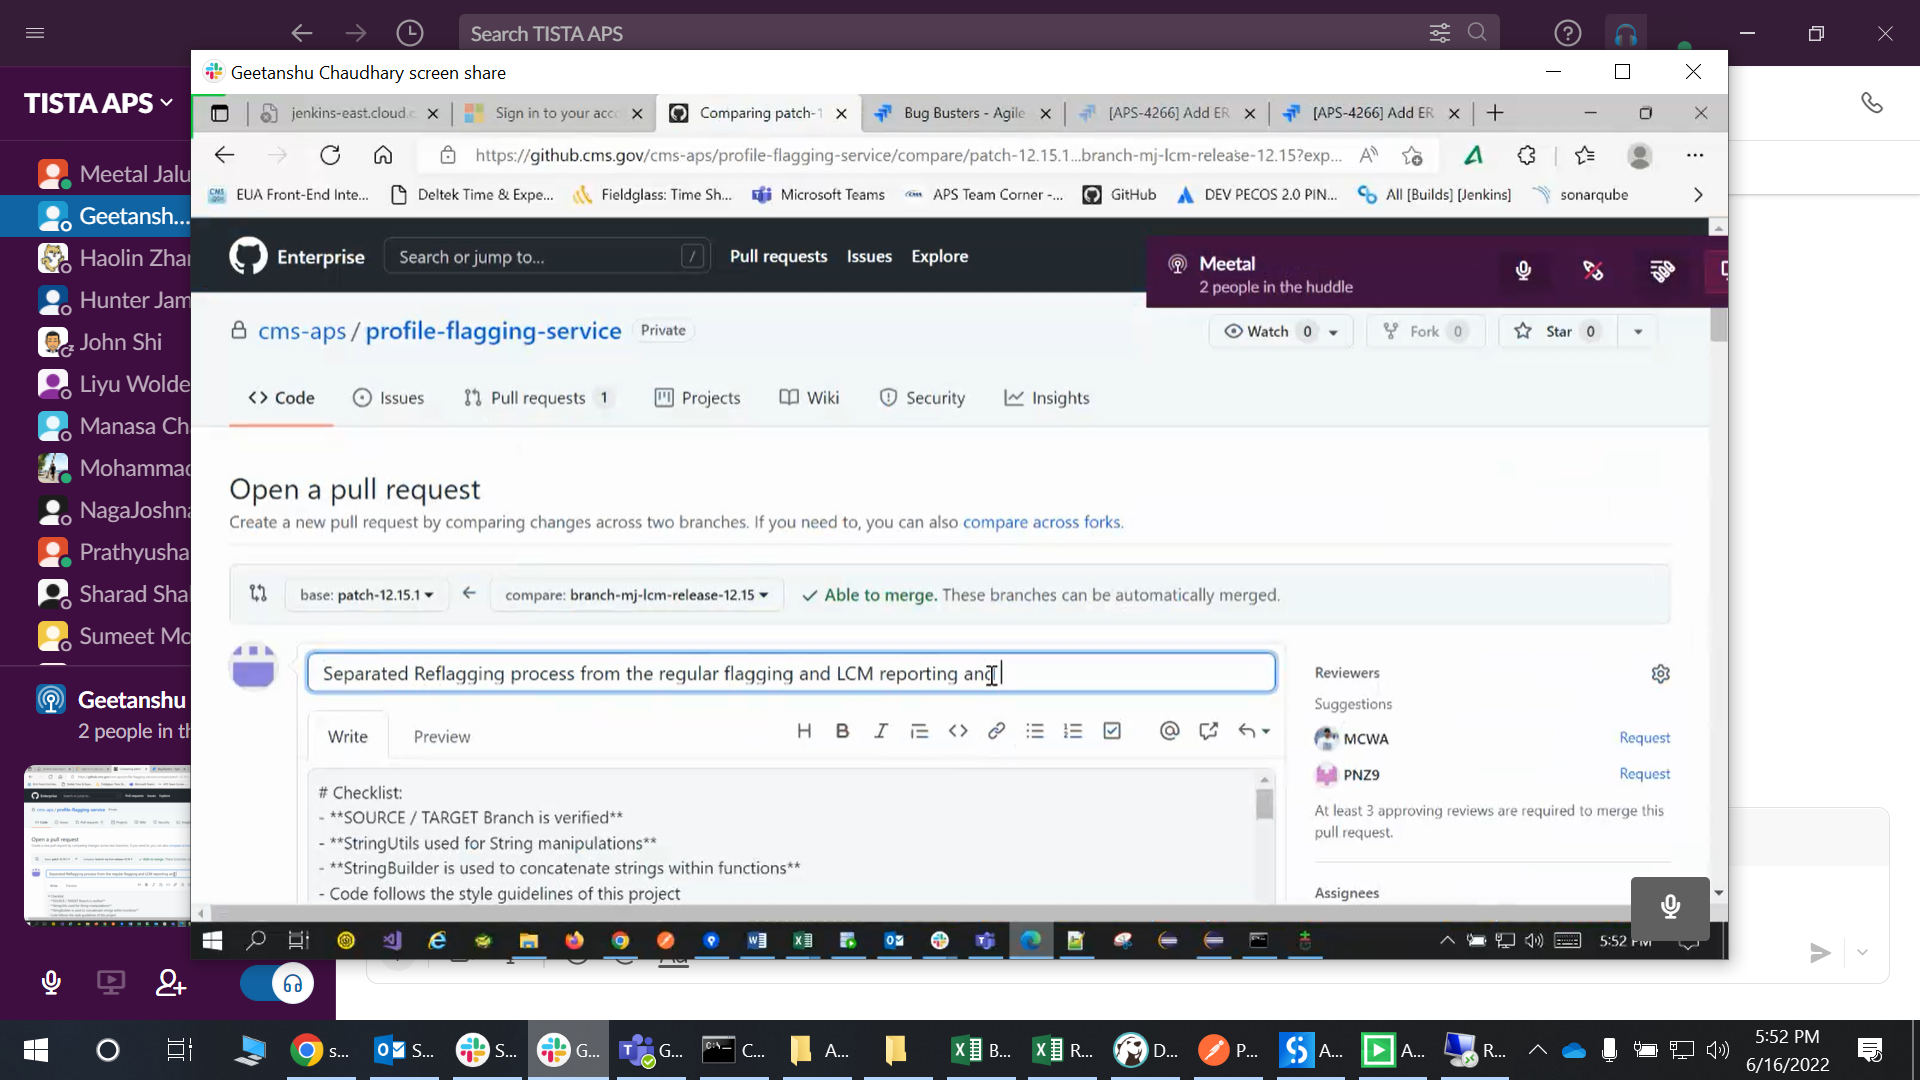 Search TISTA APS
TISTA APS
Meetal Jalu
Geetansh...
Haolin Zhar
Hunter Jam
John Shi
Liyu Wolde
Manasa Ch
Mohammad
NagaJoshna
Prathyusha
Sharad Sha
Sumeet Mo
Geetanshu
2 people in th
Geetanshu Chaudhary screen share
jenkins-east.cloud.c
Sign in to your acco
Comparing patch-1
Bug Busters - Agile
[APS-4266] Add ER
[APS-4266] Add ER
https://github.cms.gov/cms-aps/profile-flagging-service/compare/patch-12.15.1...branch-mj-lcm-release-12.15?exp...
EUA Front-End Inte...
Deltek Time & Expe...
Fieldglass: Time Sh...
Microsoft Teams
APS Team Corner -...
GitHub
DEV PECOS 2.0 PIN...
All [Builds] [Jenkins]
sonarqube
Enterprise
Search or jump to...
/
Pull requests
Issues
Explore
Meetal
2 people in the huddle
cms-aps / profile-flagging-service
Private
Watch 0
Fork 0
Star 0
Code
Issues
Pull requests 1
Projects
Wiki
Security
Insights
Open a pull request
Create a new pull request by comparing changes across two branches. If you need to, you can also compare across forks.
base: patch-12.15.1
compare: branch-mj-lcm-release-12.15
Able to merge. These branches can be automatically merged.
Separated Reflagging process from the regular flagging and LCM reporting and
Write
Preview
# Checklist:
- **SOURCE / TARGET Branch is verified**
- **StringUtils used for String manipulations**
- **StringBuilder is used to concatenate strings within functions**
- Code follows the style guidelines of this project
Reviewers
Suggestions
MCWA
Request
PNZ9
Request
At least 3 approving reviews are required to merge this
pull request.
Assignees
5:52 PM
s...
S...
S...
G...
G...
C...
A...
B...
R...
D...
P...
A...
A...
R...
5:52 PM
6/16/2022